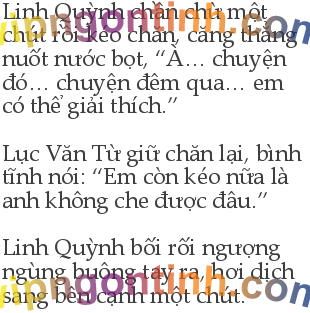 Linh Quỳnh chần chừ một
chút rồi kéo chăn, căng thẳng
nuốt nước bọt, “À… chuyện
đó… chuyện đêm qua… em
có thể giải thích.”
Lục Văn Từ giữ chăn lại, bình
tĩnh nói: “Em còn kéo nữa là
anh không che được đâu.”
Linh Quỳnh bối rối ngượng
ngùng buông tay ra, hơi dịch
sang bên cạnh một chút.